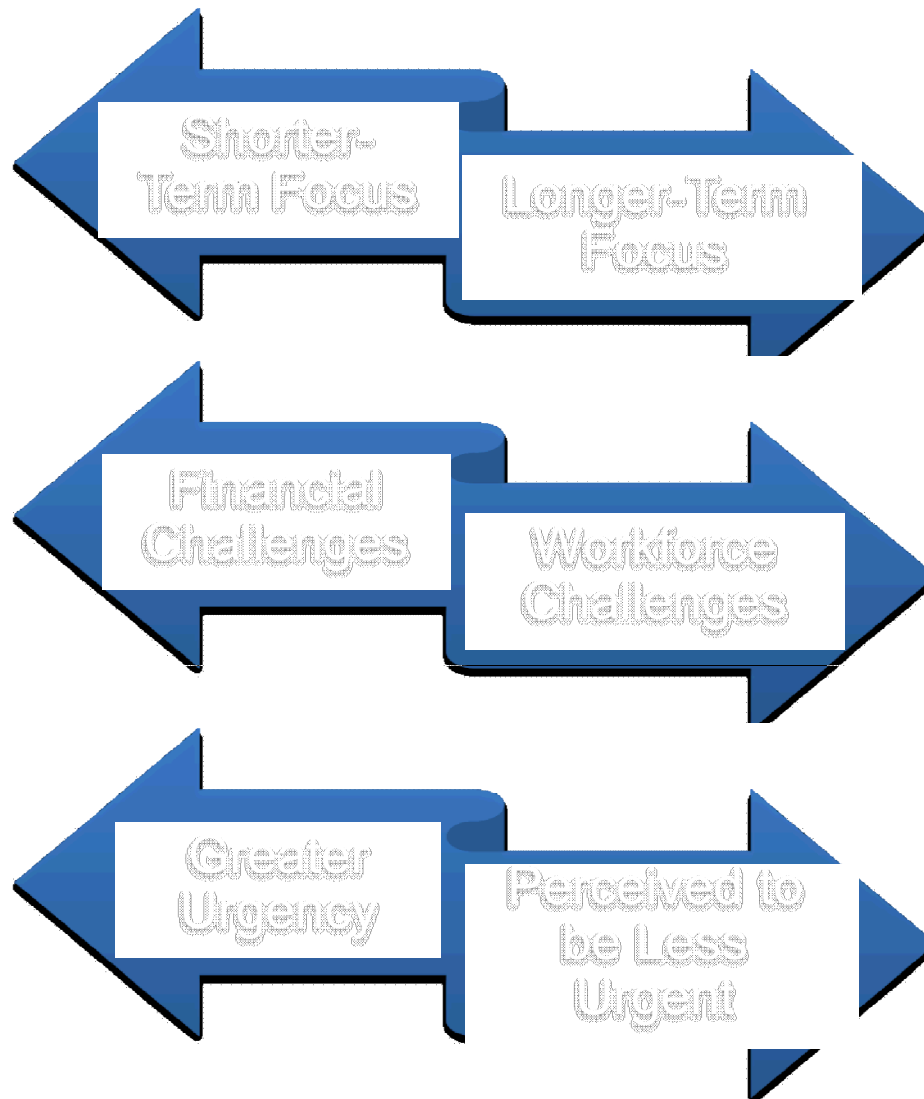 Shorter-
Term Focus
Longer-Term
Focus
Financial
Challenges
Workforce
Challenges
Greater
Urgency
Perceived to
be Less
Urgent